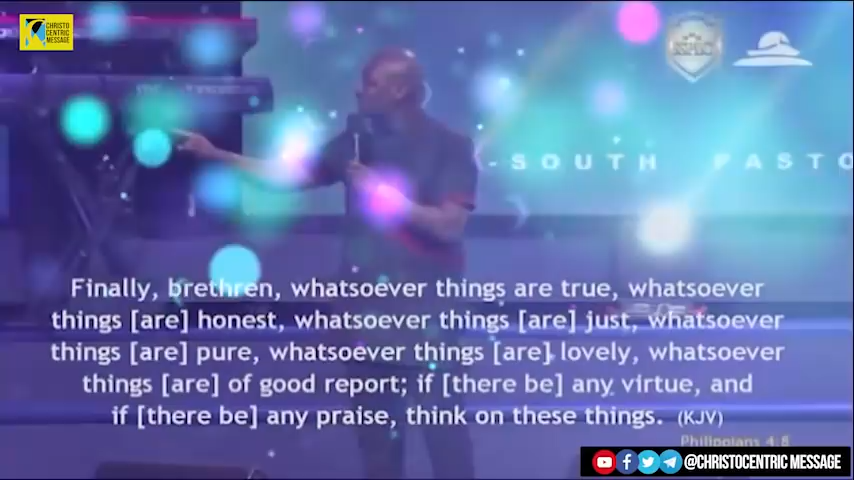 CHRISTO
CENTRIC
MESSAGE
-SOUTH PASTO
Finally, brethren, whatsoever things are true, whatsoever
things [are] honest, whatsoever things [are] just, whatsoever
things [are] pure, whatsoever things [are] lovely, whatsoever
things [are] of good report; if [there be] any virtue, and
if [there be] any praise, think on these things. (KJV)
Philippians 4:8
@CHRISTOCENTRIC MESSAGE